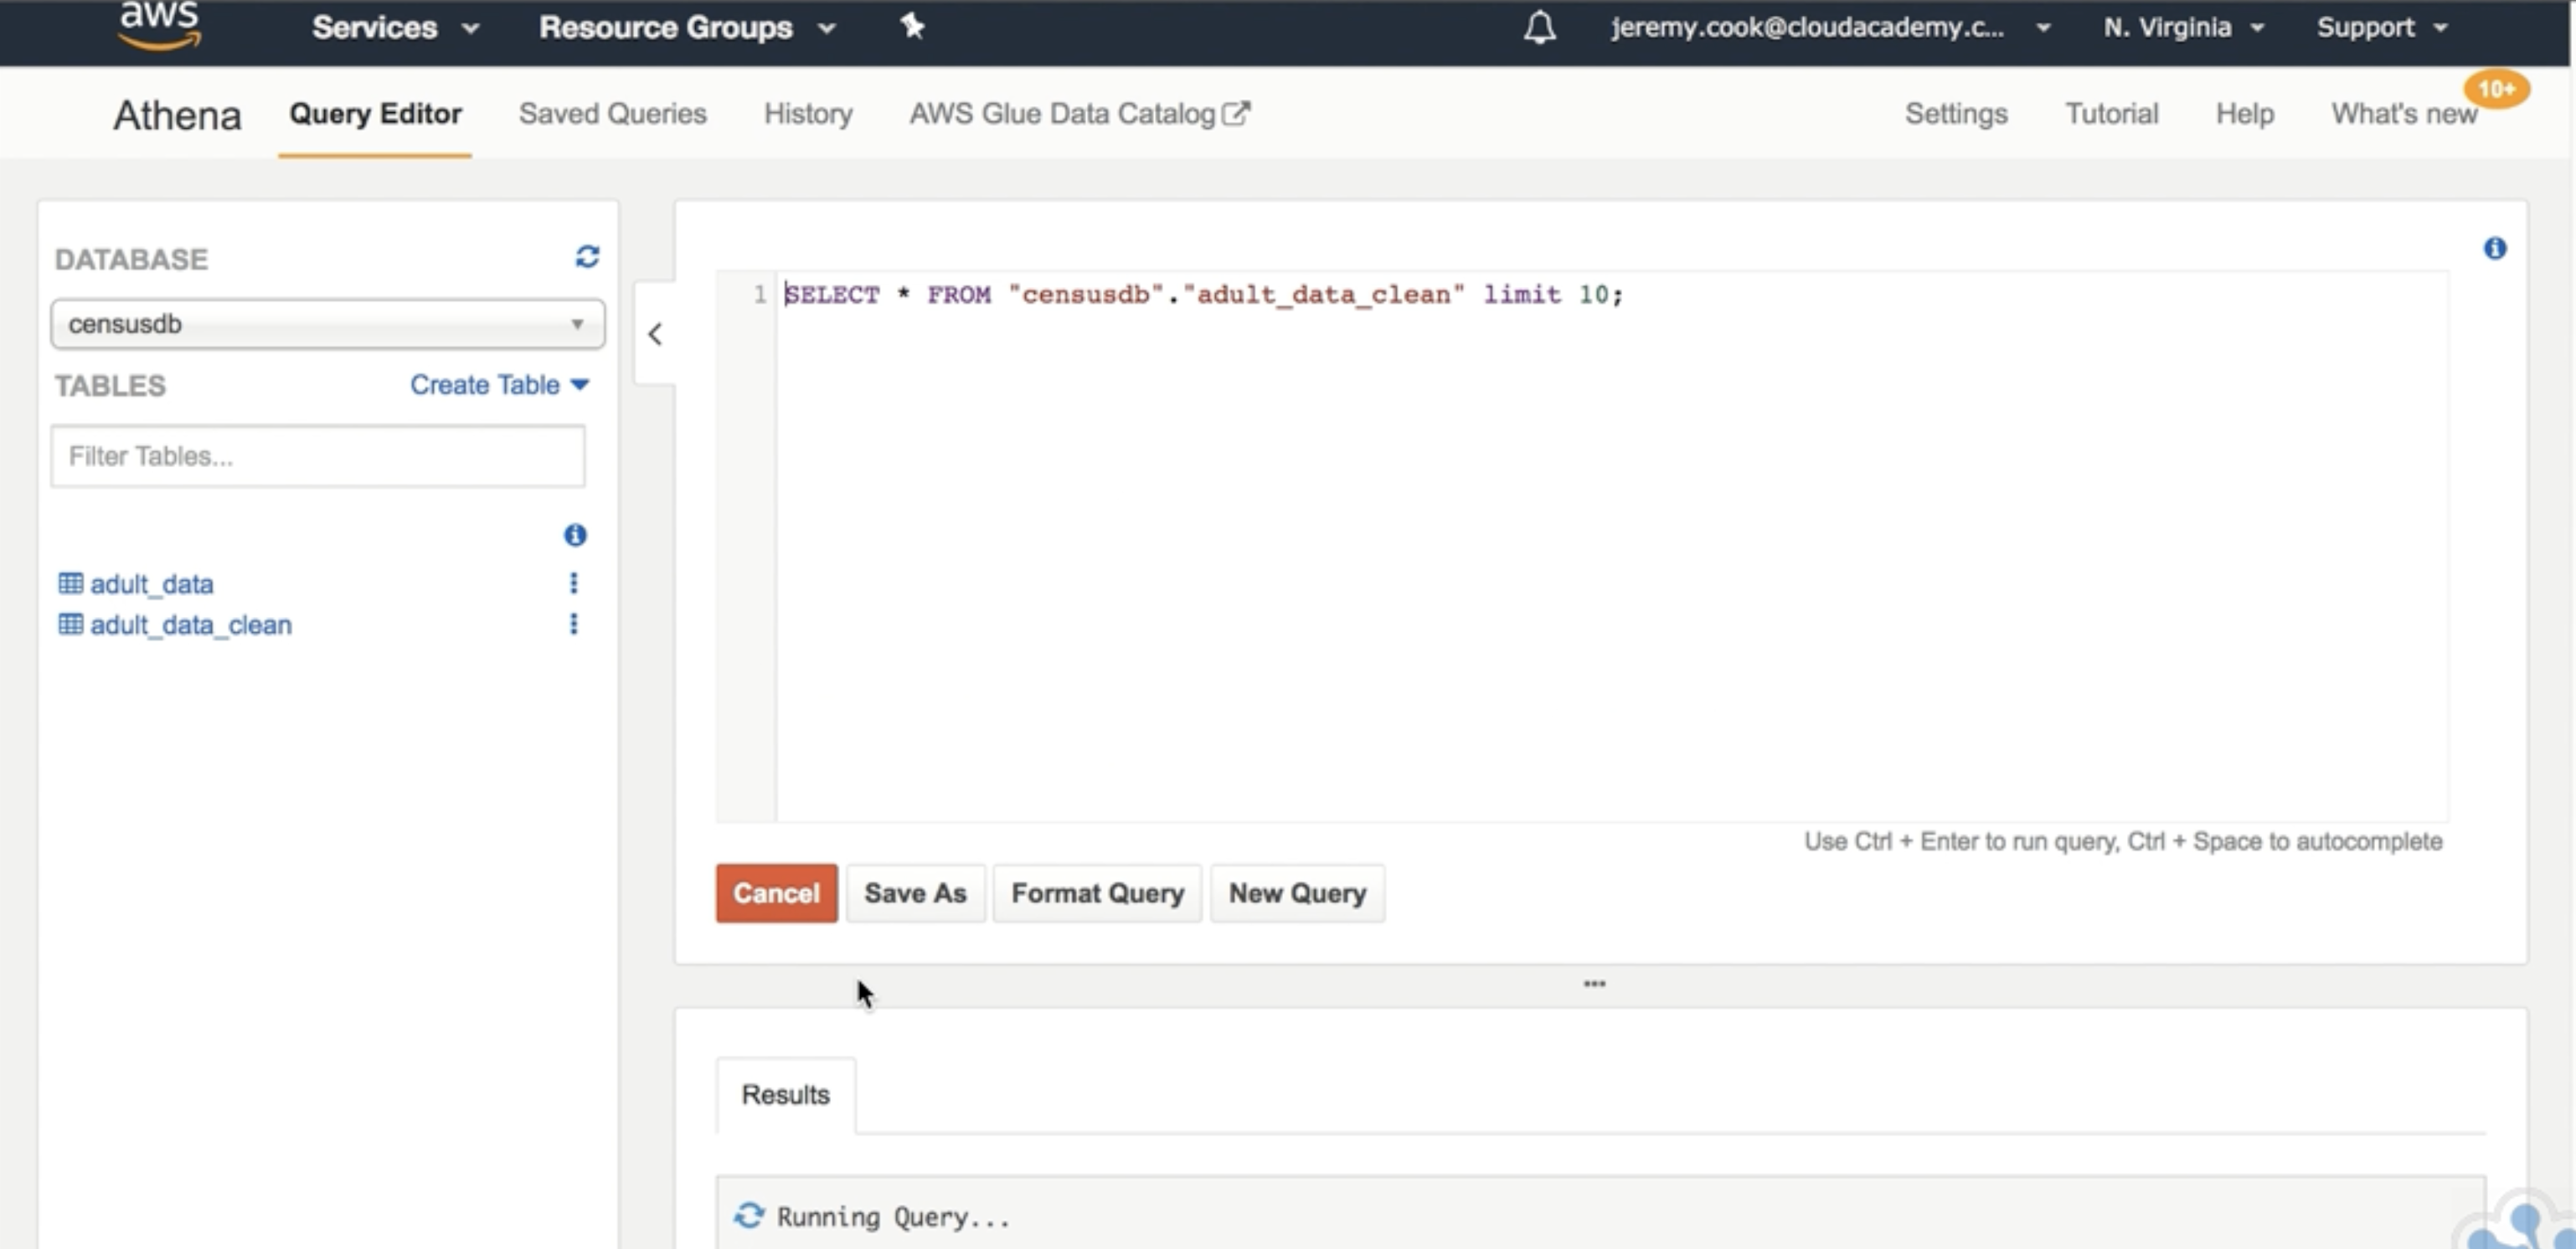 aws Services Resource Groups jeremy.cook@cloudacademy.c... N. Virginia Support
10+
Athena Query Editor Saved Queries History AWS Glue Data Catalog Settings Tutorial Help What's new
DATABASE
censusdb
TABLES Create Table
Filter Tables...
adult_data
adult_data_clean
1 SELECT * FROM "censusdb"."adult_data_clean" limit 10;
Use Ctrl + Enter to run query, Ctrl + Space to autocomplete
Cancel Save As Format Query New Query
Results
Running Query...